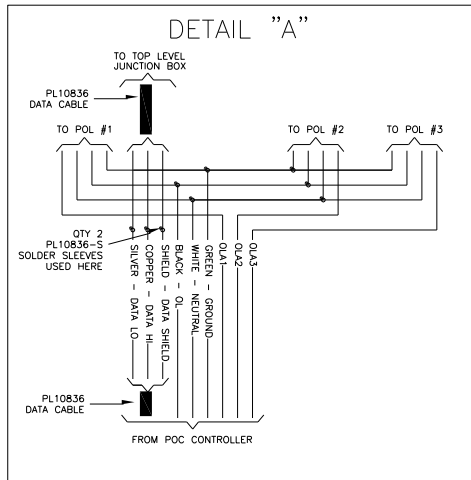 DETAIL "A"
TO TOP LEVEL
JUNCTION BOX
PL10836
DATA CABLE
TO POL #1
TO POL #2
TO POL #3
QTY 2
PL10836-S
SOLDER SLEEVES
USED HERE
SILVER - DATA LO
COPPER - DATA HI
SHIELD - DATA SHIELD
BLACK - OL
WHITE - NEUTRAL
GREEN - GROUND
OLA1
OLA2
OLA3
PL10836
DATA CABLE
FROM POC CONTROLLER